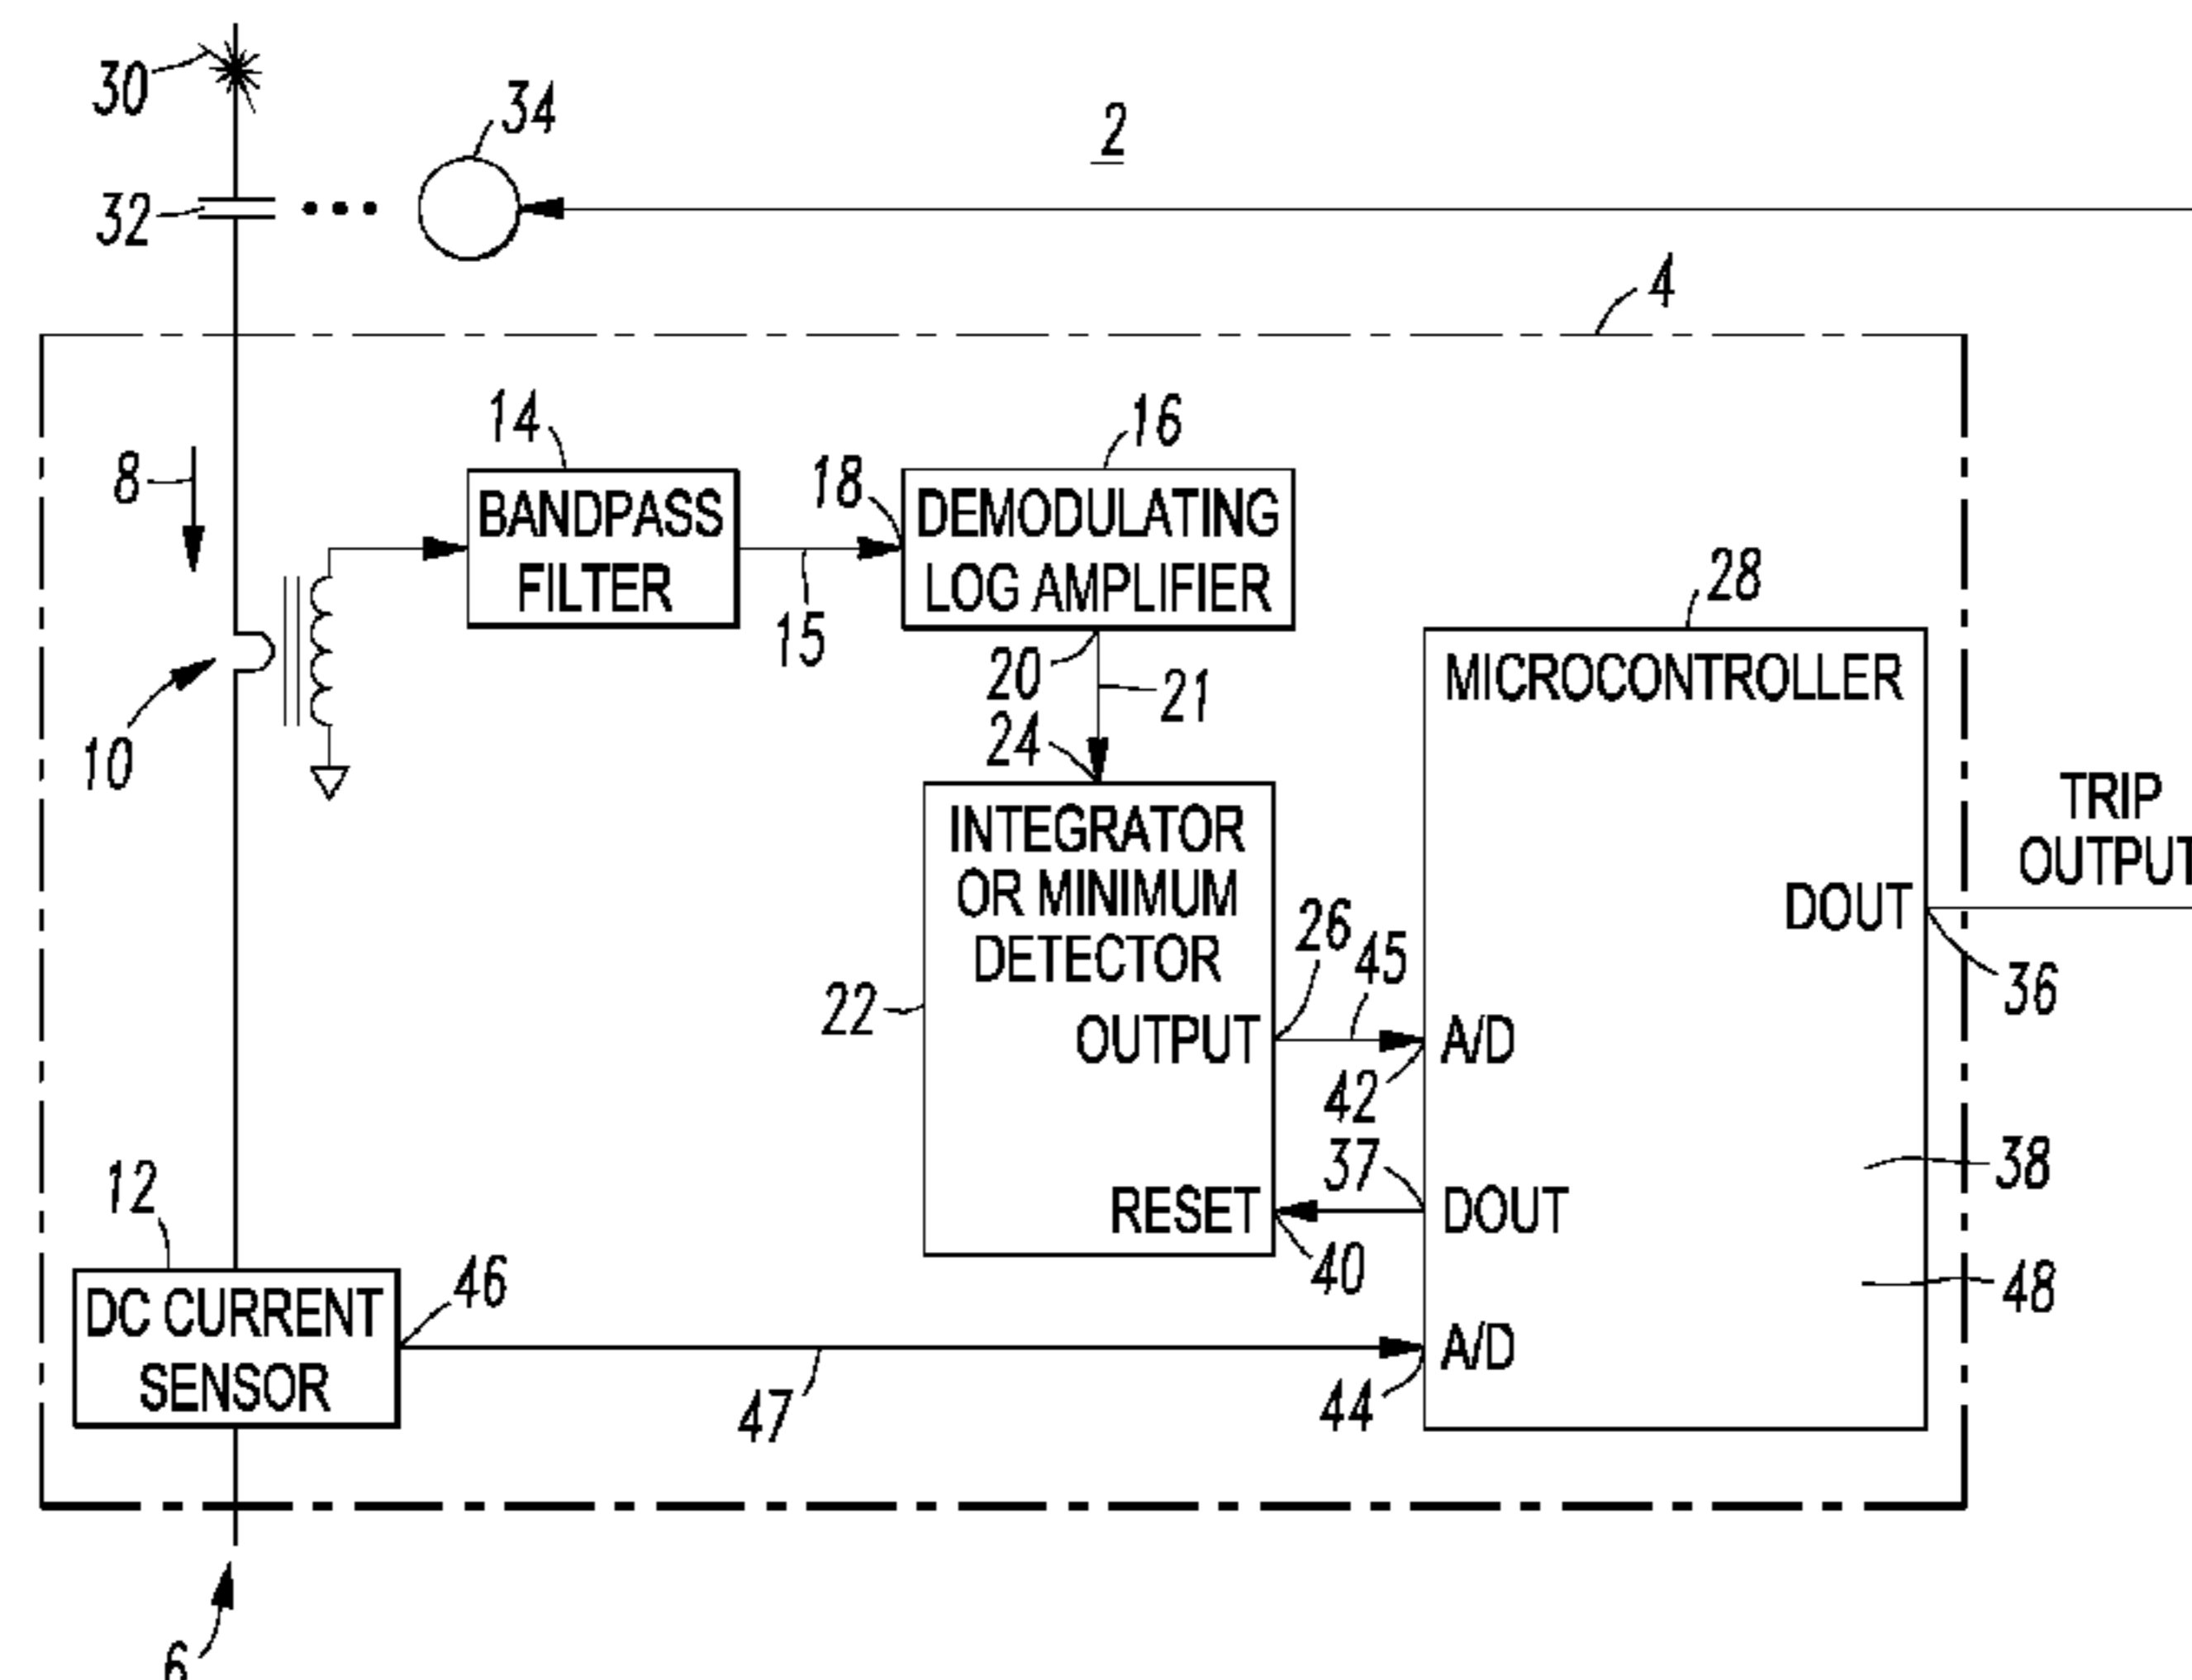 30
34
2
32
4
14
16
8
18
BANDPASS
FILTER
DEMODULATING
LOG AMPLIFIER
15
28
20
21
MICROCONTROLLER
24
10
TRIP
OUTPUT
INTEGRATOR
OR MINIMUM
DETECTOR
DOUT
26
45
36
22
OUTPUT
A/D
42
37
38
12
RESET
DOUT
40
46
48
DC CURRENT
SENSOR
A/D
47
44
6